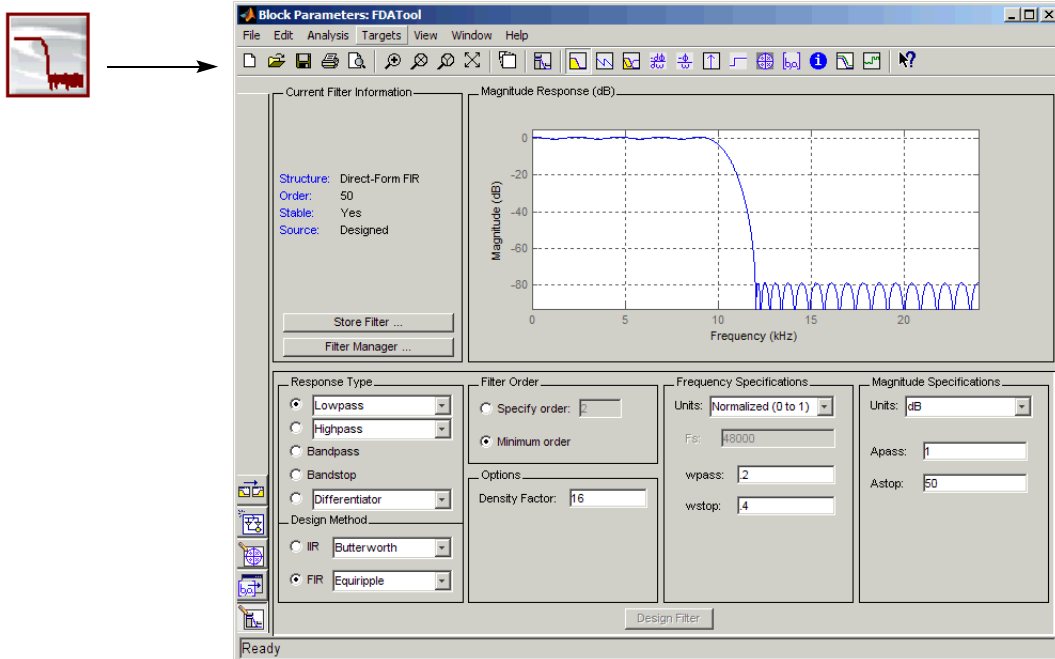 Block Parameters: FDATool
File Edit Analysis Targets View Window Help
Current Filter Information
Structure: Direct-Form FIR
Order: 50
Stable: Yes
Source: Designed
Store Filter ...
Filter Manager ...
Magnitude Response (dB)
Magnitude (dB)
0
-20
-40
-60
-80
0 5 10 15 20
Frequency (kHz)
Response Type
Lowpass
Highpass
Bandpass
Bandstop
Differentiator
Design Method
IIR Butterworth
FIR Equiripple
Filter Order
Specify order: 2
Minimum order
Options
Density Factor: 16
Frequency Specifications
Units: Normalized (0 to 1)
Fs: 48000
wpass: .2
wstop: .4
Magnitude Specifications
Units: dB
Apass: 1
Astop: 50
Design Filter
Ready